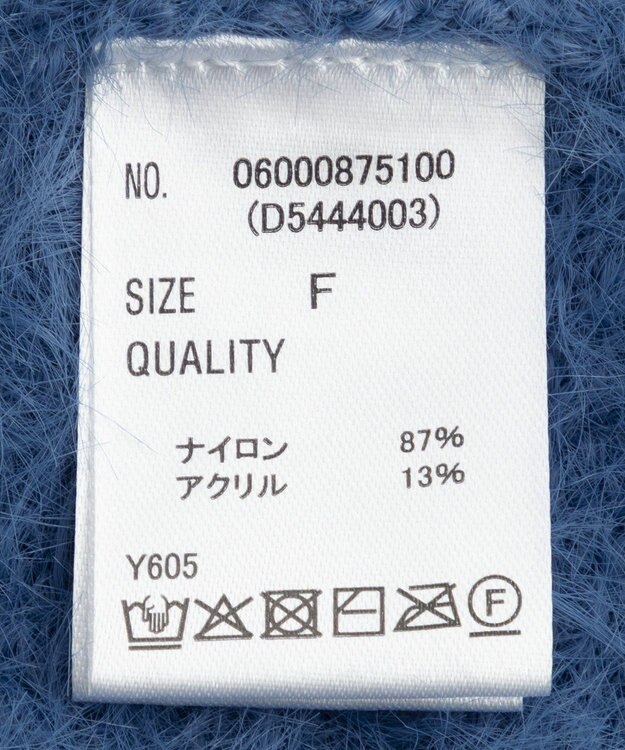 NO. 06000875100
(D5444003)
SIZE F
QUALITY
ナイロン 87%
アクリル 13%
Y605
F